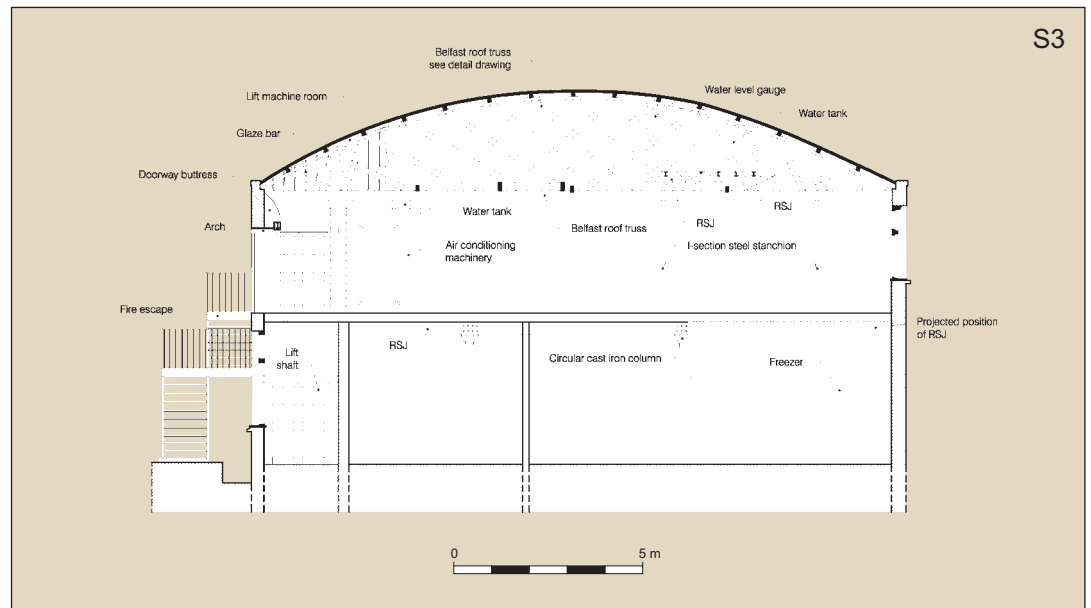 S3
Belfast roof truss
see detail drawing
Lift machine room
Water level gauge
Water tank
Glaze bar
Doorway buttress
Water tank
RSJ
Arch
RSJ
Belfast roof truss
Air conditioning
machinery
I-section steel stanchion
Fire escape
Projected position
of RSJ
RSJ
Lift
shaft
Circular cast iron column
Freezer
0
5 m